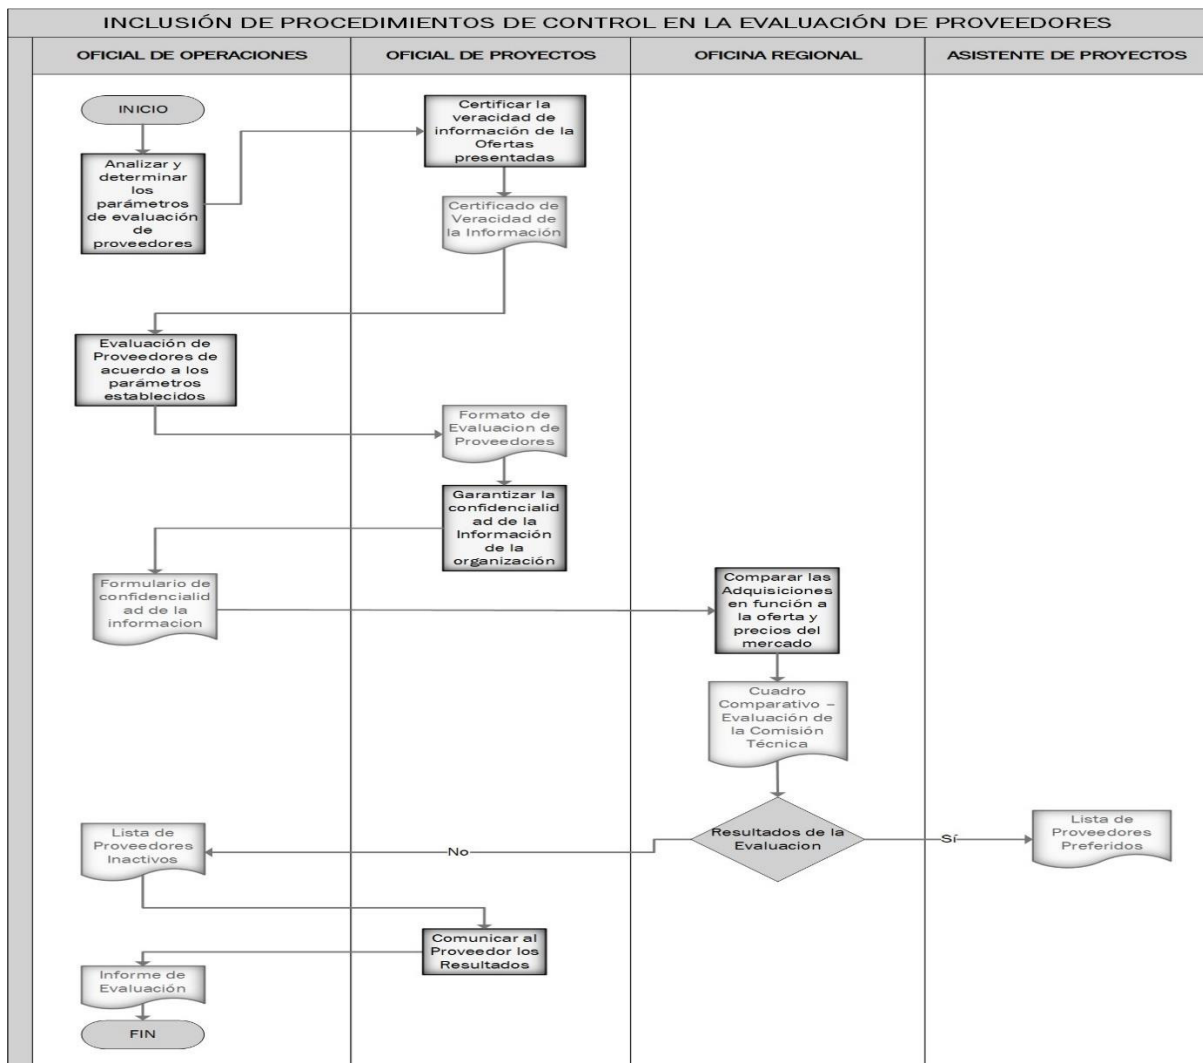 INCLUSIÓN DE PROCEDIMIENTOS DE CONTROL EN LA EVALUACIÓN DE PROVEEDORES
OFICIAL DE OPERACIONES
OFICIAL DE PROYECTOS
OFICINA REGIONAL
ASISTENTE DE PROYECTOS
INICIO
Analizar y
determinar
los
parámetros
de evaluación
de
proveedores
Certificar la
veracidad de
información de la
Ofertas
presentadas
Certificado de
Veracidad de
la Información
Evaluación de
Proveedores de
acuerdo a los
parámetros
establecidos
Formato de
Evaluacion de
Proveedores
Garantizar la
confidencialid
ad de la
Información
de la
organización
Formulario de
confidencialid
ad de la
informacion
Comparar las
Adquisiciones
en función a
la oferta y
precios del
mercado
Cuadro
Comparativo –
Evaluación de
la Comisión
Técnica
Resultados de la
Evaluacion
No
Sí
Lista de
Proveedores
Inactivos
Lista de
Proveedores
Preferidos
Comunicar al
Proveedor los
Resultados
Informe de
Evaluación
FIN